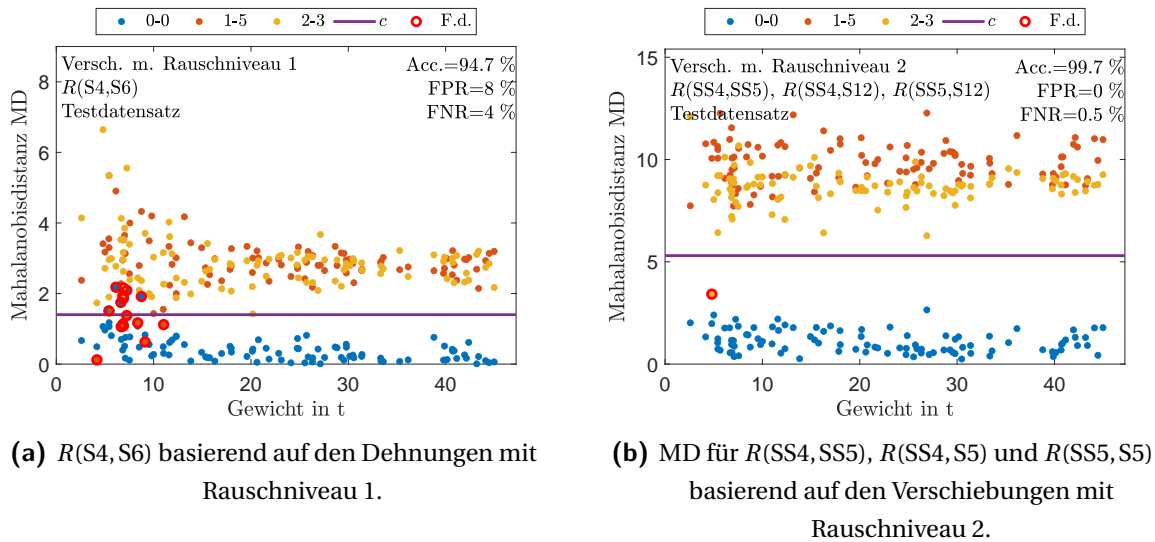 0-0 1-5 2-3 c F.d.
Versch. m. Rauschniveau 1 Acc.=94.7 %
R(S4,S6) FPR=8 %
Testdatensatz FNR=4 %
Mahalanobisdistanz MD
8
6
4
2
0
0 10 20 30 40
Gewicht in t
(a) R(S4,S6) basierend auf den Dehnungen mit
Rauschniveau 1.
0-0 1-5 2-3 c F.d.
Versch. m. Rauschniveau 2 Acc.=99.7 %
R(SS4,SS5), R(SS4,S12), R(SS5,S12) FPR=0 %
Testdatensatz FNR=0.5 %
Mahalanobisdistanz MD
15
10
5
0
0 10 20 30 40
Gewicht in t
(b) MD für R(SS4,SS5), R(SS4,S5) und R(SS5,S5)
basierend auf den Verschiebungen mit
Rauschniveau 2.